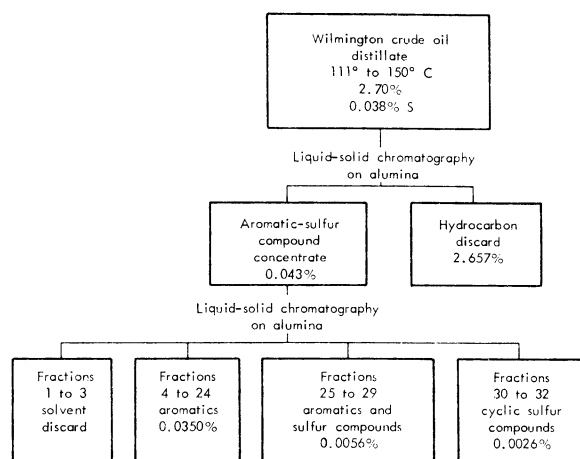 Wilmington crude oil
distillate
111° to 150° C
2.70%
0.038% S
Liquid-solid chromatography
on alumina
Aromatic-sulfur
compound
concentrate
0.043%
Hydrocarbon
discard
2.657%
Liquid-solid chromatography
on alumina
Fractions
1 to 3
solvent
discard
Fractions
4 to 24
aromatics
0.0350%
Fractions
25 to 29
aromatics and
sulfur compounds
0.0056%
Fractions
30 to 32
cyclic sulfur
compounds
0.0026%